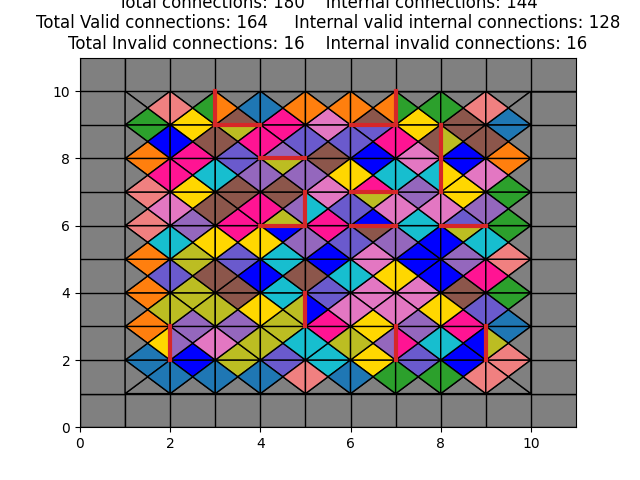 Total connections: 180    Internal connections: 144
Total Valid connections: 164    Internal valid internal connections: 128
Total Invalid connections: 16    Internal invalid connections: 16
10
8
6
4
2
0
0 2 4 6 8 10